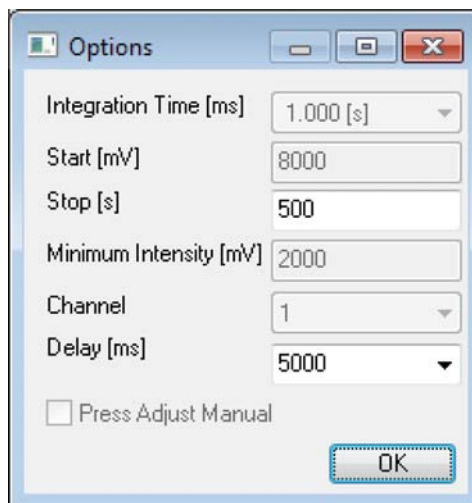 Options
Integration Time [ms] 1.000 [s]
Start [mV] 8000
Stop [s] 500
Minimum Intensity [mV] 2000
Channel 1
Delay [ms] 5000
Press Adjust Manual
OK